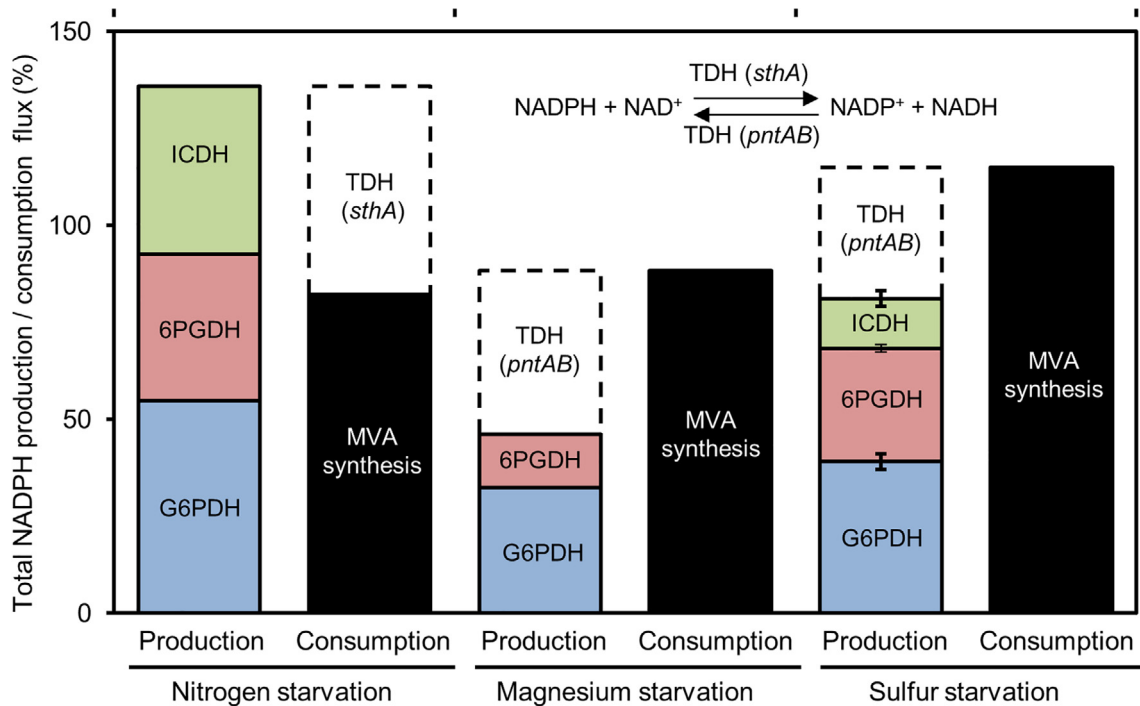 Total NADPH production / consumption flux (%)
150
100
50
0
ICDH
6PGDH
G6PDH
TDH
(sthA)
MVA
synthesis
TDH
(pntAB)
6PGDH
G6PDH
MVA
synthesis
TDH (sthA)
NADPH + NAD⁺ NADP⁺ + NADH
TDH (pntAB)
TDH
(pntAB)
ICDH
6PGDH
G6PDH
MVA
synthesis
Production Consumption Production Consumption Production Consumption
Nitrogen starvation Magnesium starvation Sulfur starvation